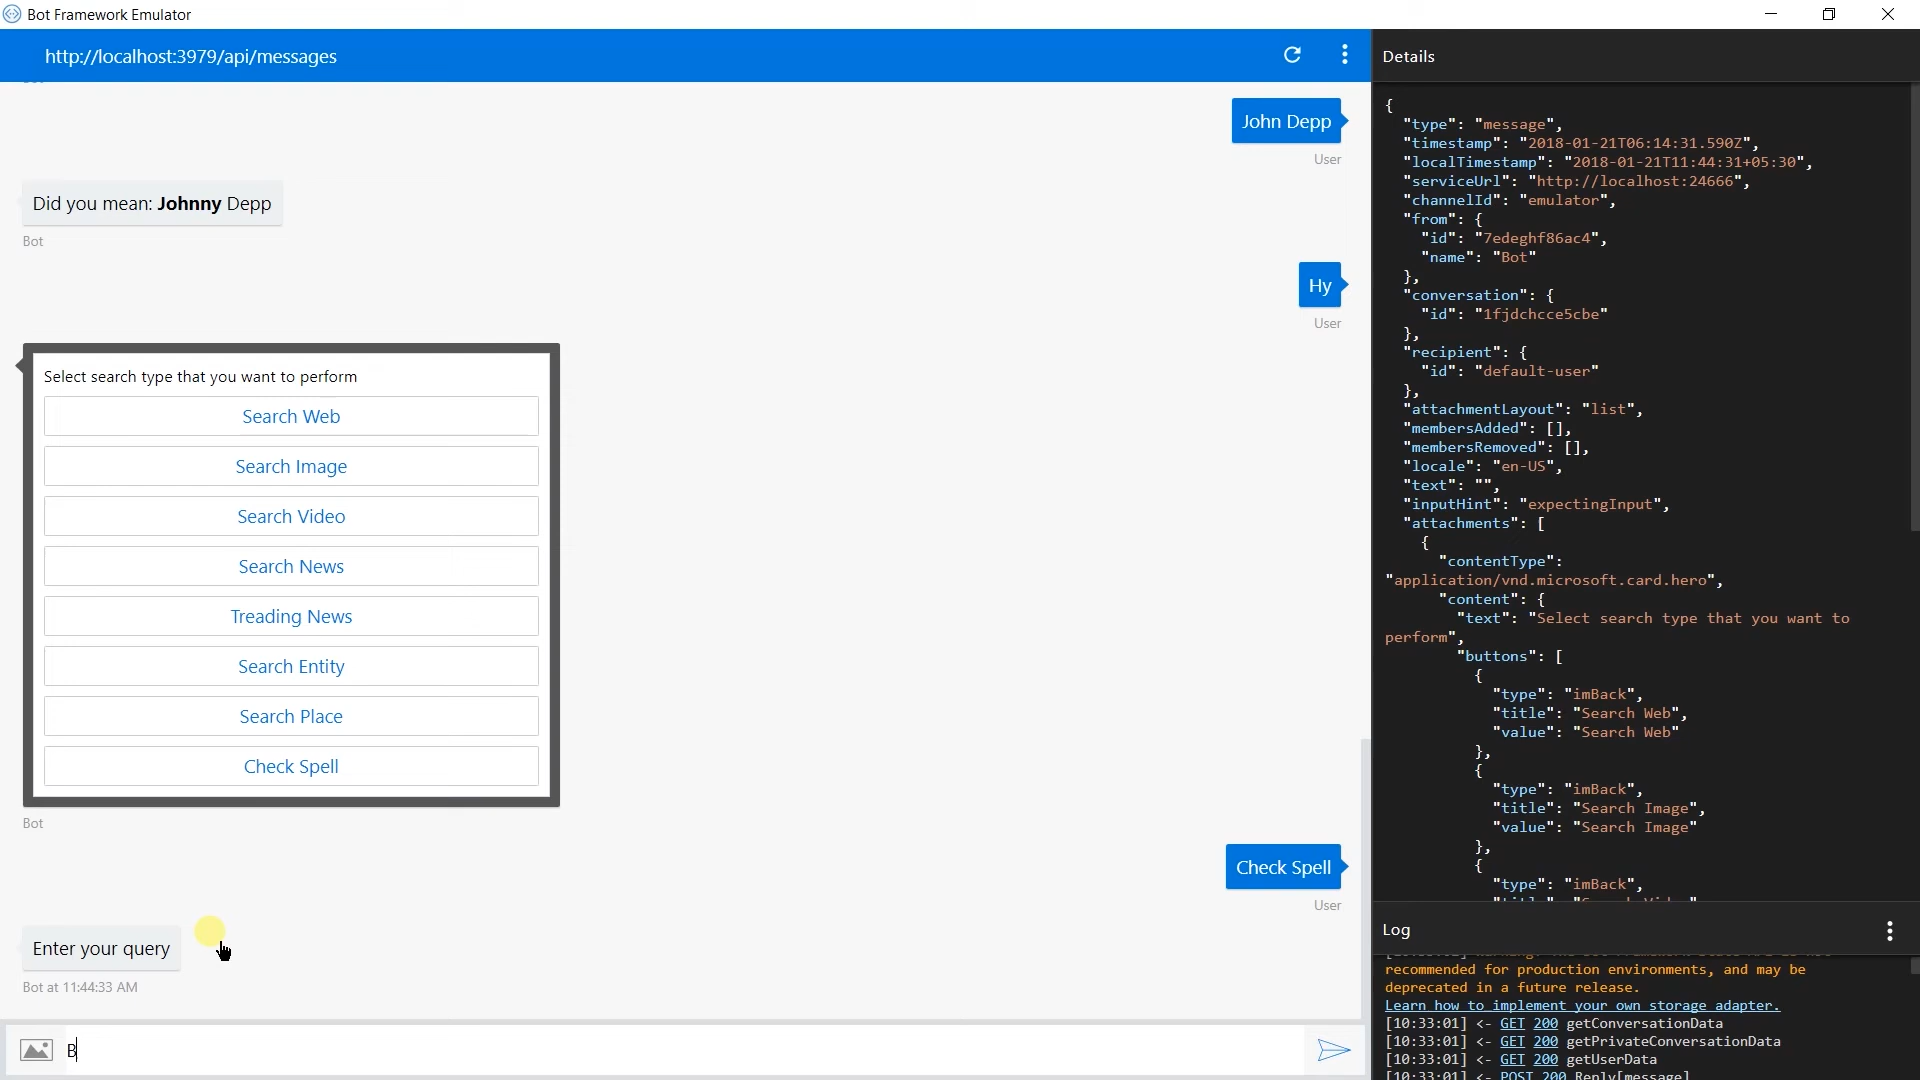 Bot Framework Emulator
http://localhost:3979/api/messages
John Depp
User
Did you mean: Johnny Depp
Bot
Hy
User
Select search type that you want to perform
Search Web
Search Image
Search Video
Search News
Treading News
Search Entity
Search Place
Check Spell
Bot
Check Spell
User
Enter your query
Bot at 11:44:33 AM
B
Details
{
"type": "message",
"timestamp": "2018-01-21T06:14:31.590Z",
"localTimestamp": "2018-01-21T11:44:31+05:30",
"serviceUrl": "http://localhost:24666",
"channelId": "emulator",
"from": {
"id": "7edeghf86ac4",
"name": "Bot"
},
"conversation": {
"id": "1fjdchcce5cbe"
},
"recipient": {
"id": "default-user"
},
"attachmentLayout": "list",
"membersAdded": [],
"membersRemoved": [],
"locale": "en-US",
"text": "",
"inputHint": "expectingInput",
"attachments": [
{
"contentType":
"application/vnd.microsoft.card.hero",
"content": {
"text": "Select search type that you want to
perform",
"buttons": [
{
"type": "imBack",
"title": "Search Web",
"value": "Search Web"
},
{
"type": "imBack",
"title": "Search Image",
"value": "Search Image"
},
{
"type": "imBack",
Log
recommended for production environments, and may be
deprecated in a future release.
Learn how to implement your own storage adapter.
[10:33:01] <- GET 200 getConversationData
[10:33:01] <- GET 200 getPrivateConversationData
[10:33:01] <- GET 200 getUserData
[10:33:01] <- POST 200 Reply[message]